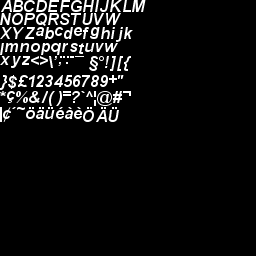 ABCDEFGHIJKLM
NOPQRSTUVW
XYZabcdefghijk
lmnopqrstuvw
xyz<>\',;.:-¯ §°!][{
}$£123456789+"
*ç%&/()=?`^¦@#¬
|¢´~öäüéàèÖÄÜ